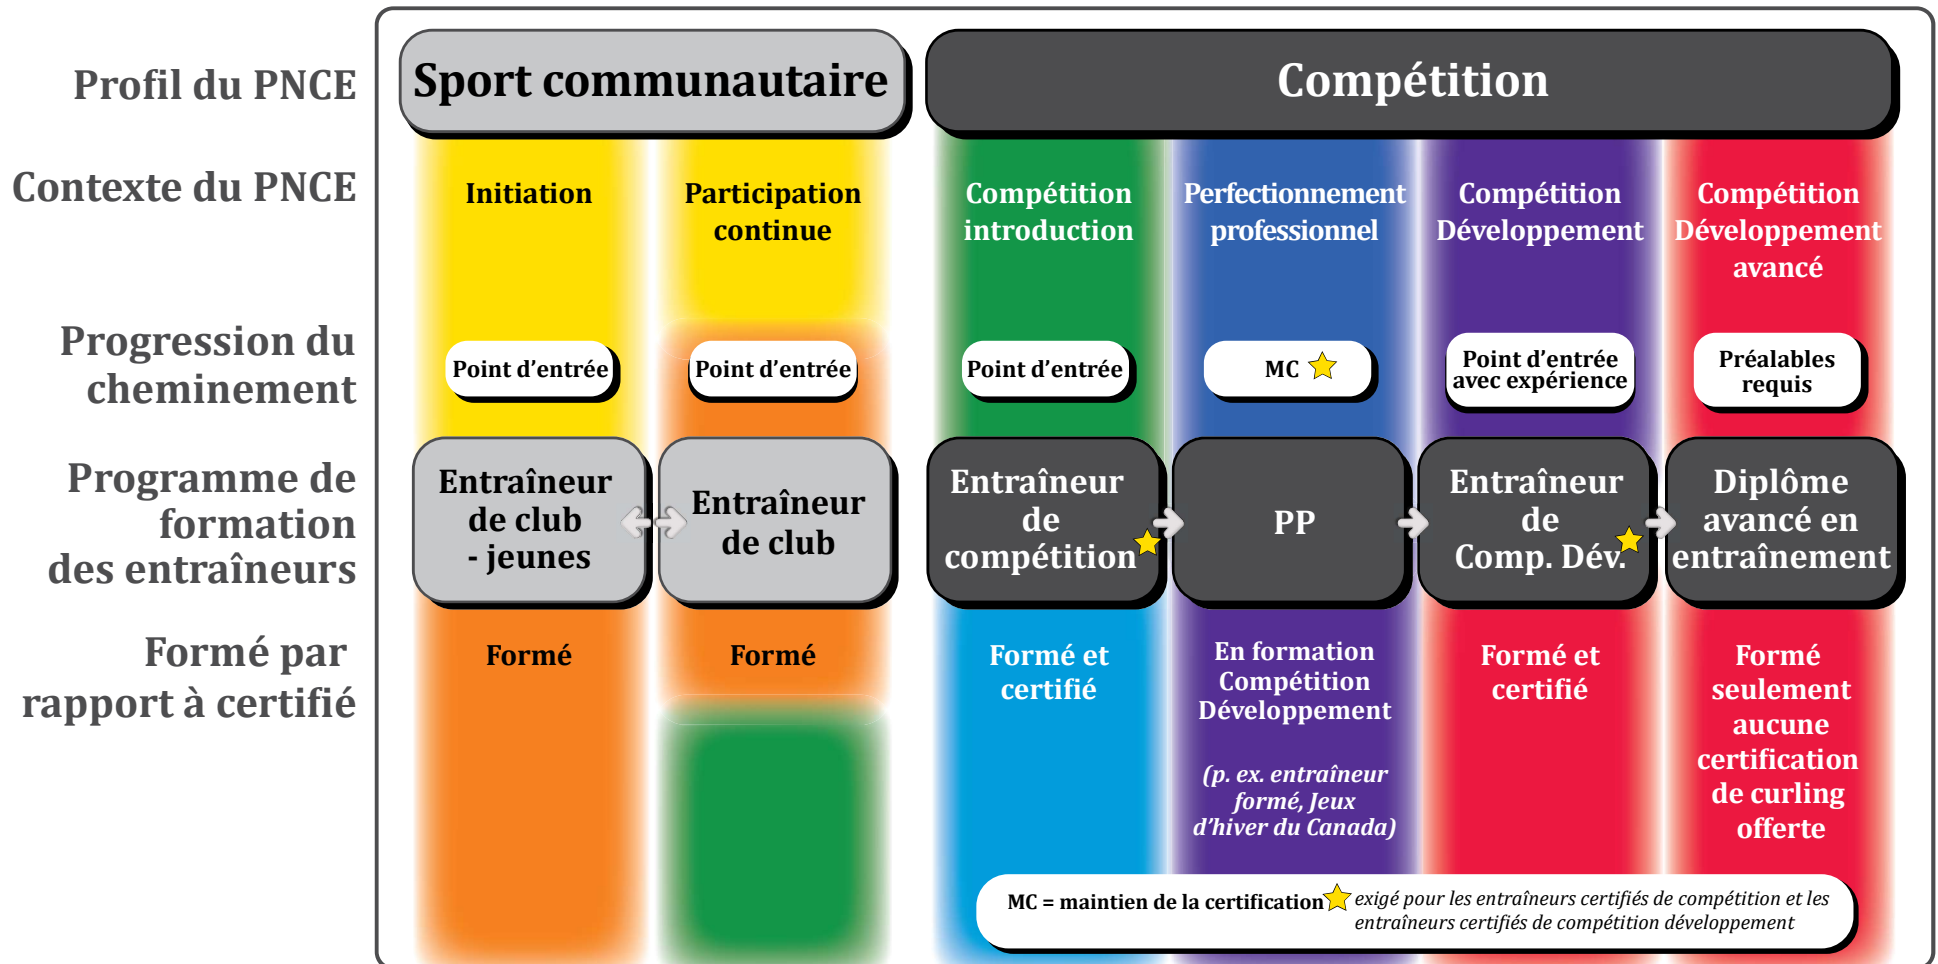 Profil du PNCE
Sport communautaire
Compétition
Contexte du PNCE
Initiation
Participation
continue
Compétition
introduction
Perfectionnement
professionnel
Compétition
Développement
Compétition
Développement
avancé
Progression du
cheminement
Point d'entrée
Point d'entrée
Point d'entrée
MC
Point d'entrée
avec expérience
Préalables
requis
Programme de
formation
des entraîneurs
Entraîneur
de club
- jeunes
Entraîneur
de club
Entraîneur
de
compétition
PP
Entraîneur
de
Comp. Dév.
Diplôme
avancé en
entraînement
Formé par
rapport à certifié
Formé
Formé
Formé et
certifié
En formation
Compétition
Développement
(p. ex. entraîneur
formé, Jeux
d'hiver du Canada)
Formé et
certifié
Formé
seulement
aucune
certification
de curling
offerte
MC = maintien de la certification exigé pour les entraîneurs certifiés de compétition et les
entraîneurs certifiés de compétition développement